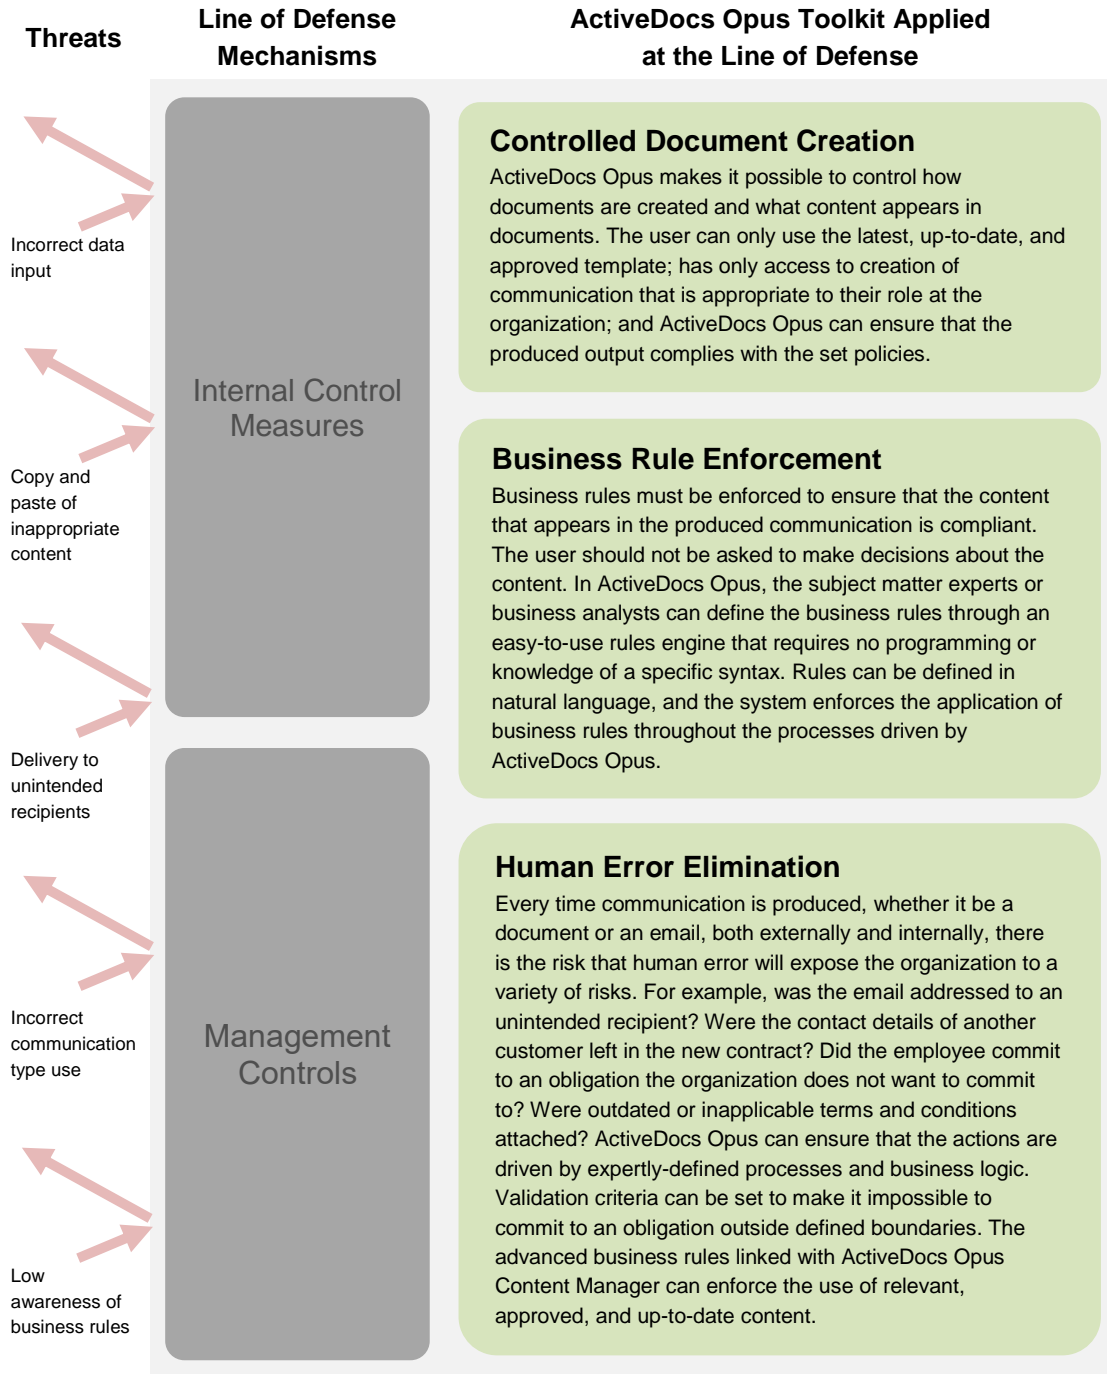 Threats
Line of Defense
Mechanisms
ActiveDocs Opus Toolkit Applied
at the Line of Defense
Incorrect data
input
Copy and
paste of
inappropriate
content
Delivery to
unintended
recipients
Incorrect
communication
type use
Low
awareness of
business rules
Internal Control
Measures
Management
Controls
Controlled Document Creation
ActiveDocs Opus makes it possible to control how
documents are created and what content appears in
documents. The user can only use the latest, up-to-date, and
approved template; has only access to creation of
communication that is appropriate to their role at the
organization; and ActiveDocs Opus can ensure that the
produced output complies with the set policies.
Business Rule Enforcement
Business rules must be enforced to ensure that the content
that appears in the produced communication is compliant.
The user should not be asked to make decisions about the
content. In ActiveDocs Opus, the subject matter experts or
business analysts can define the business rules through an
easy-to-use rules engine that requires no programming or
knowledge of a specific syntax. Rules can be defined in
natural language, and the system enforces the application of
business rules throughout the processes driven by
ActiveDocs Opus.
Human Error Elimination
Every time communication is produced, whether it be a
document or an email, both externally and internally, there
is the risk that human error will expose the organization to a
variety of risks. For example, was the email addressed to an
unintended recipient? Were the contact details of another
customer left in the new contract? Did the employee commit
to an obligation the organization does not want to commit
to? Were outdated or inapplicable terms and conditions
attached? ActiveDocs Opus can ensure that the actions are
driven by expertly-defined processes and business logic.
Validation criteria can be set to make it impossible to
commit to an obligation outside defined boundaries. The
advanced business rules linked with ActiveDocs Opus
Content Manager can enforce the use of relevant,
approved, and up-to-date content.